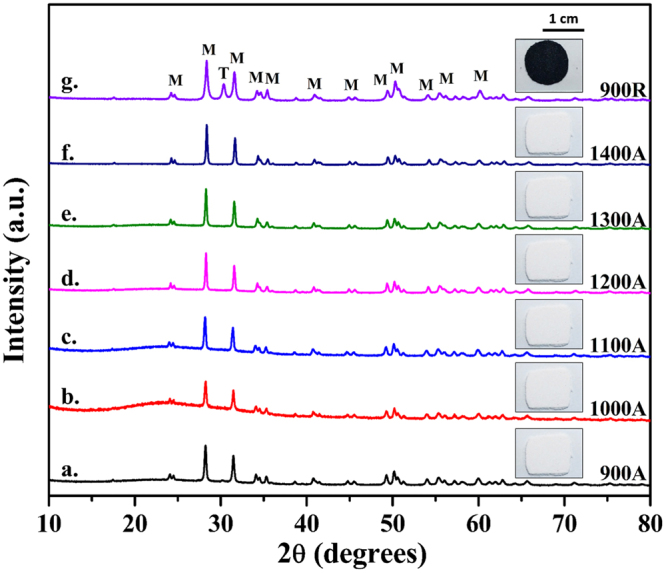 1 cm
M M T M M M M M M M M M M
g. 900R
f. 1400A
e. 1300A
d. 1200A
c. 1100A
b. 1000A
a. 900A
Intensity (a.u.)
10 20 30 40 50 60 70 80
2θ (degrees)